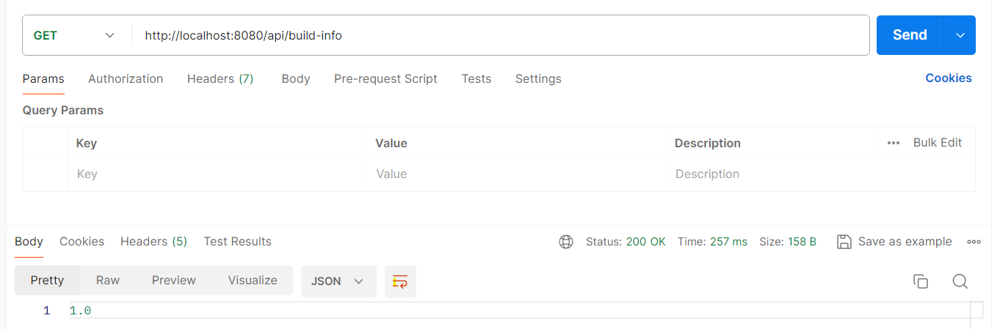 GET http://localhost:8080/api/build-info Send
Params Authorization Headers (7) Body Pre-request Script Tests Settings Cookies
Query Params
Key Value Description ••• Bulk Edit
Key Value Description
Body Cookies Headers (5) Test Results Status: 200 OK Time: 257 ms Size: 158 B Save as example
Pretty Raw Preview Visualize JSON
1 1.0